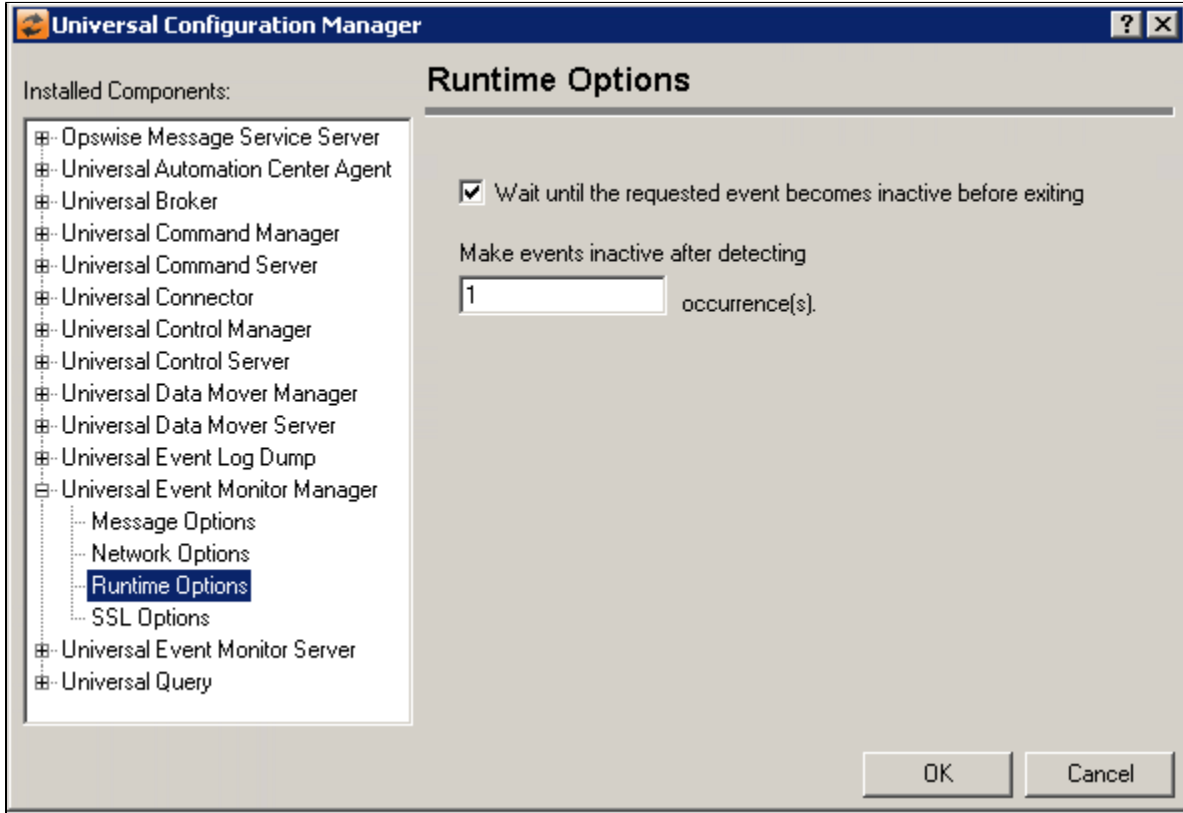 Universal Configuration Manager
Installed Components:
Opswise Message Service Server
Universal Automation Center Agent
Universal Broker
Universal Command Manager
Universal Command Server
Universal Connector
Universal Control Manager
Universal Control Server
Universal Data Mover Manager
Universal Data Mover Server
Universal Event Log Dump
Universal Event Monitor Manager
Message Options
Network Options
Runtime Options
SSL Options
Universal Event Monitor Server
Universal Query
Runtime Options
Wait until the requested event becomes inactive before exiting
Make events inactive after detecting
1 occurrence(s).
OK Cancel